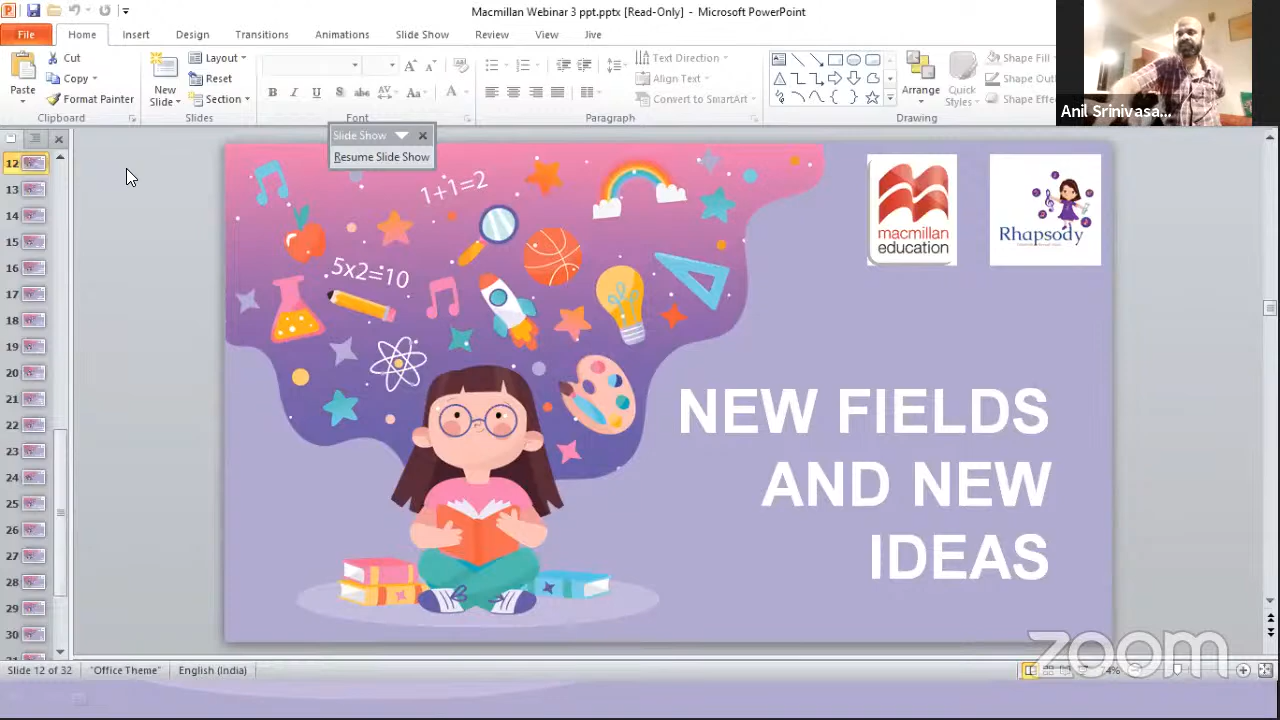 Macmillan Webinar 3 ppt.pptx [Read-Only] - Microsoft PowerPoint
File Home Insert Design Transitions Animations Slide Show Review View Jive
Paste
Cut
Copy
Format Painter
Clipboard
New
Slide
Layout
Reset
Section
Slides
B I U S abc AV Aa A
Font
Text Direction
Align Text
Convert to SmartArt
Paragraph
Arrange
Quick
Styles
Shape Fill
Shape Out
Drawing
Anil Srinivasa...
Slide Show
Resume Slide Show
12
13
14
15
16
17
18
19
20
21
22
23
24
25
26
27
28
29
30
1+1=2
5x2=10
macmillan
education
Rhapsody
NEW FIELDS
AND NEW
IDEAS
zoom
Slide 12 of 32 "Office Theme" English (India)